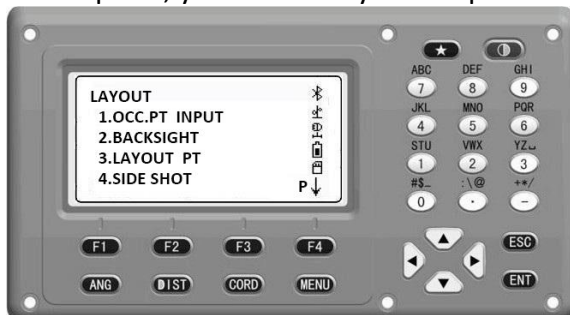 LAYOUT
1.OCC.PT INPUT
2.BACKSIGHT
3.LAYOUT PT
4.SIDE SHOT
P↓
F1 F2 F3 F4
ANG DIST CORD MENU
★
ABC DEF GHI
7 8 9
JKL MNO PQR
4 5 6
STU VWX YZ␣
1 2 3
#$_ :\@ +*/
0 . -
ESC
ENT